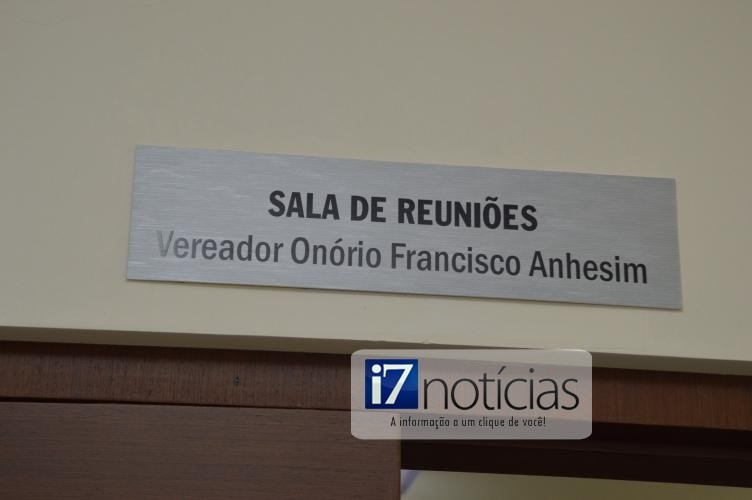 SALA DE REUNIÕES
Vereador Onório Francisco Anhesim
i7 notícias
A informação a um clique de você!